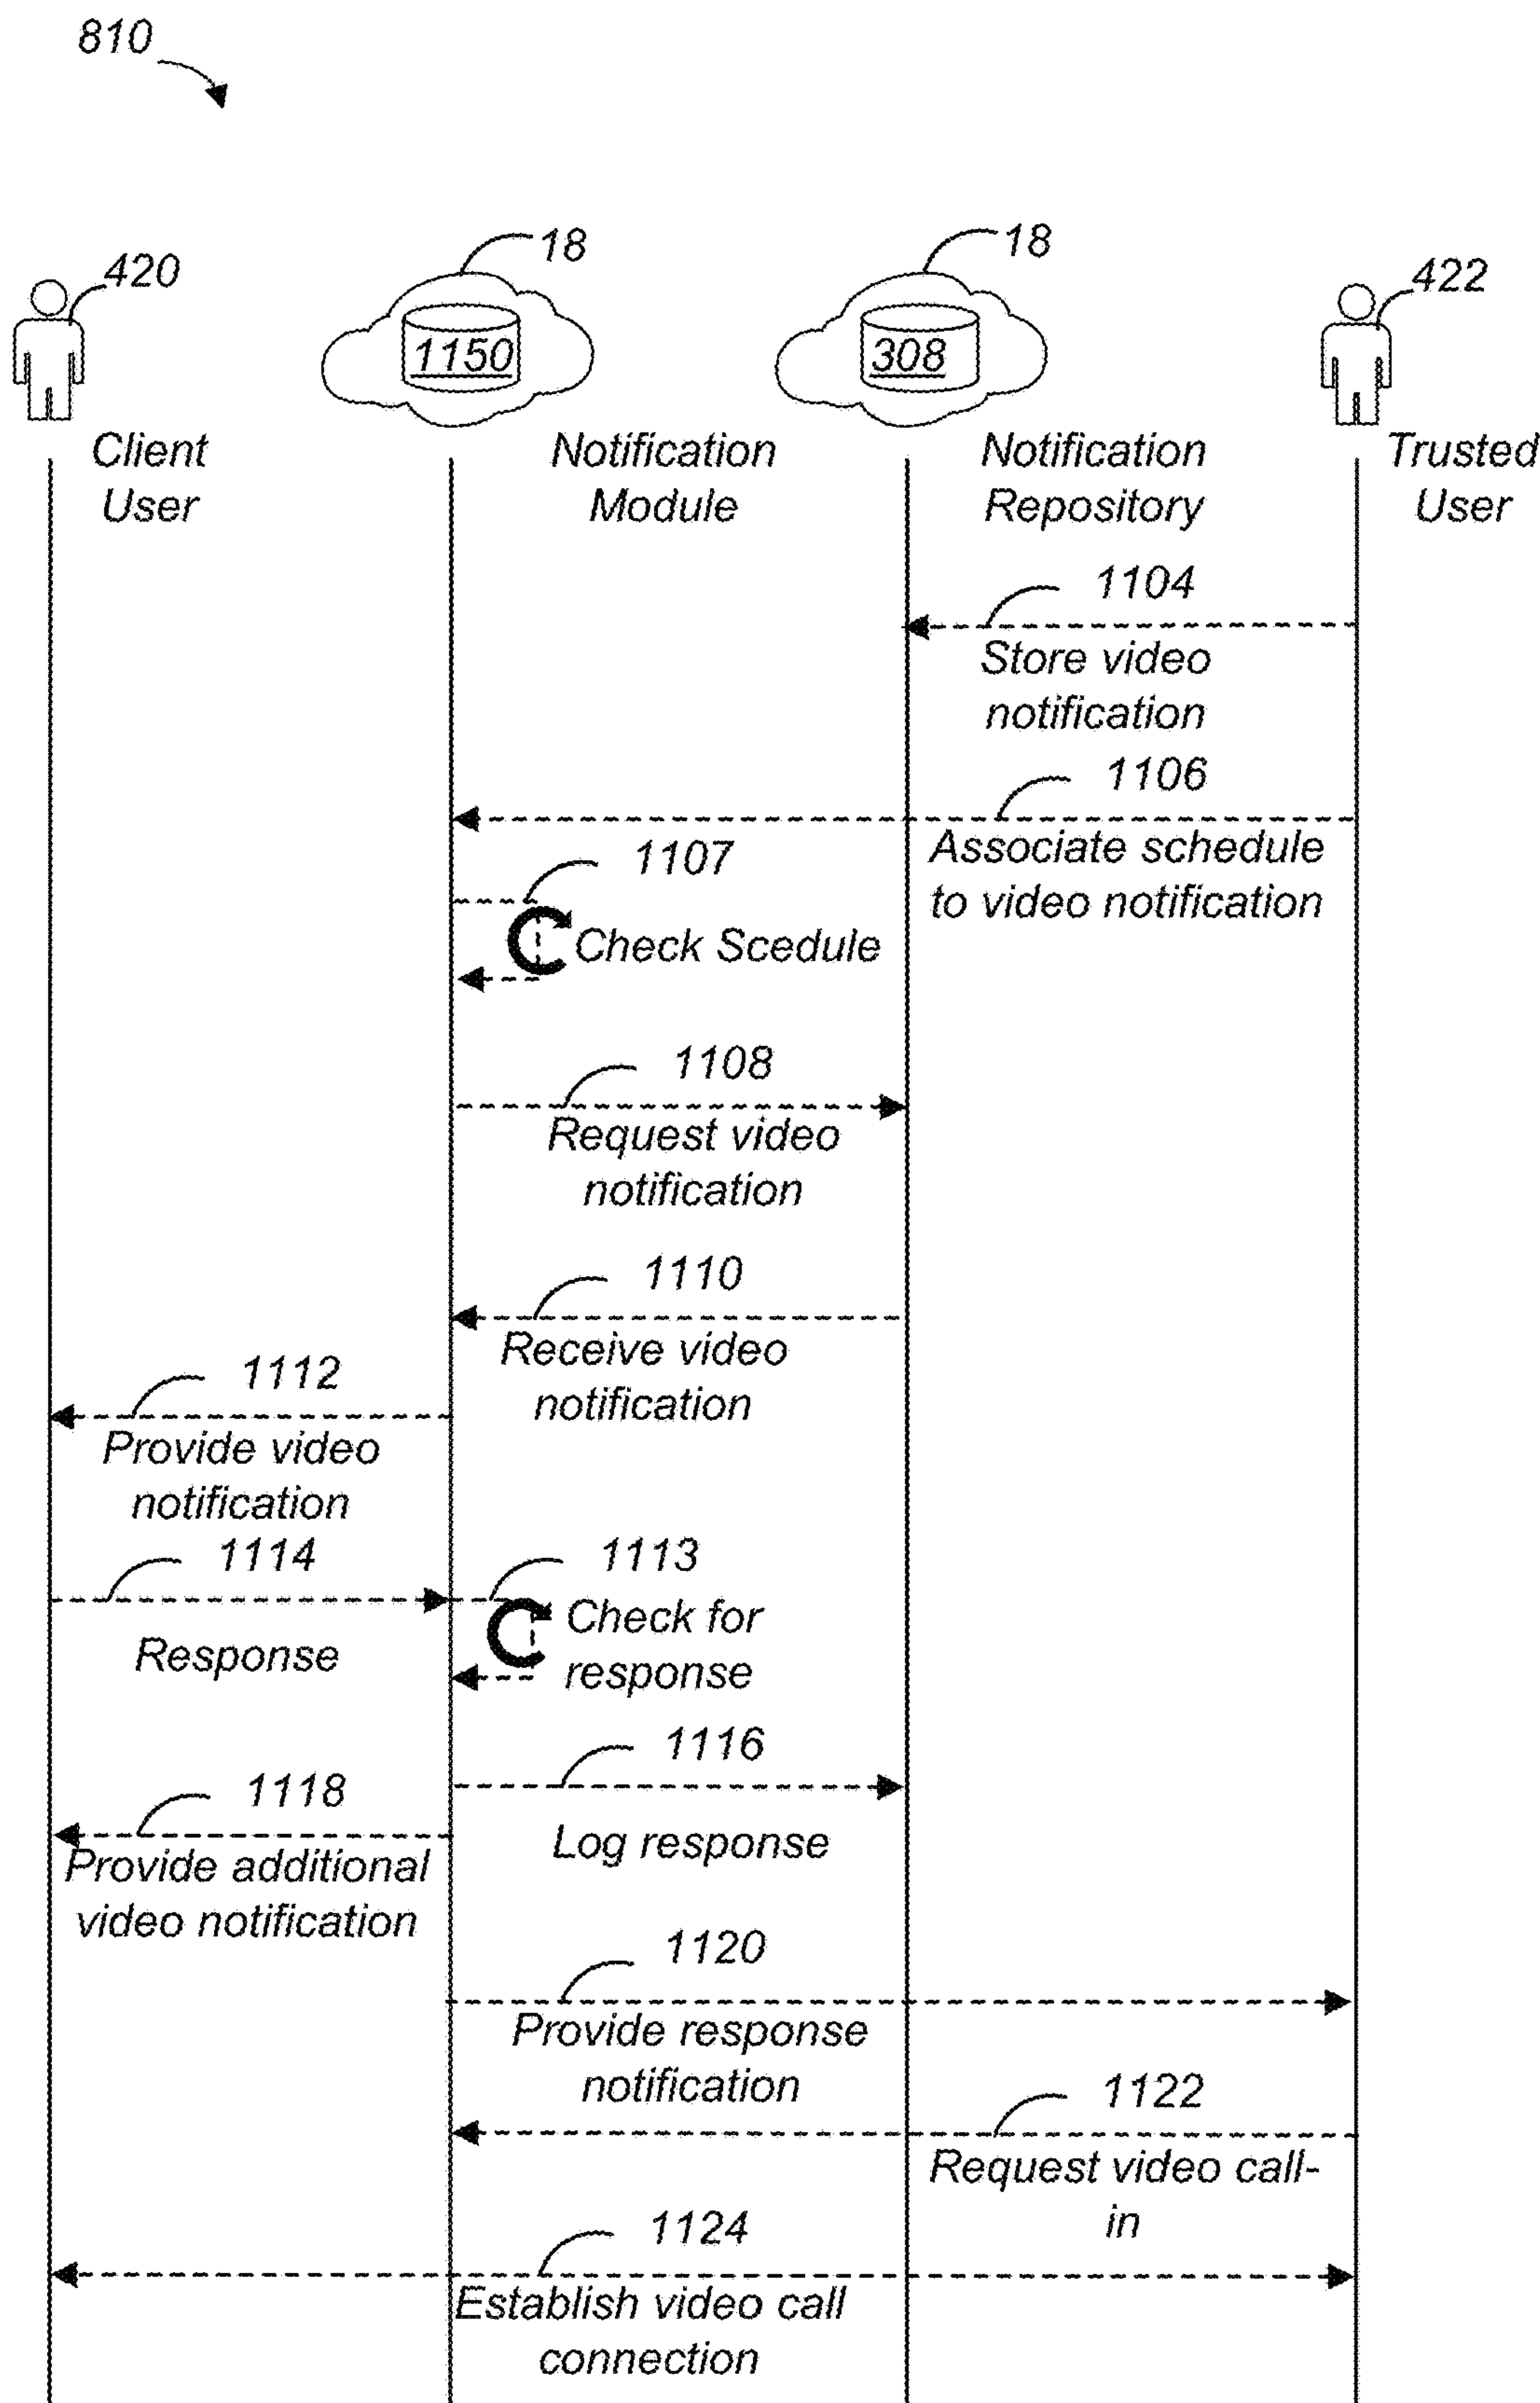 810
18
18
420
422
1150
308
Client
User
Notification
Module
Notification
Repository
Trusted
User
1104
Store video
notification
1106
Associate schedule
to video notification
1107
Check Scedule
1108
Request video
notification
1110
Receive video
notification
1112
Provide video
notification
1114
Response
1113
Check for
response
1116
Log response
1118
Provide additional
video notification
1120
Provide response
notification
1122
Request video call-
in
1124
Establish video call
connection